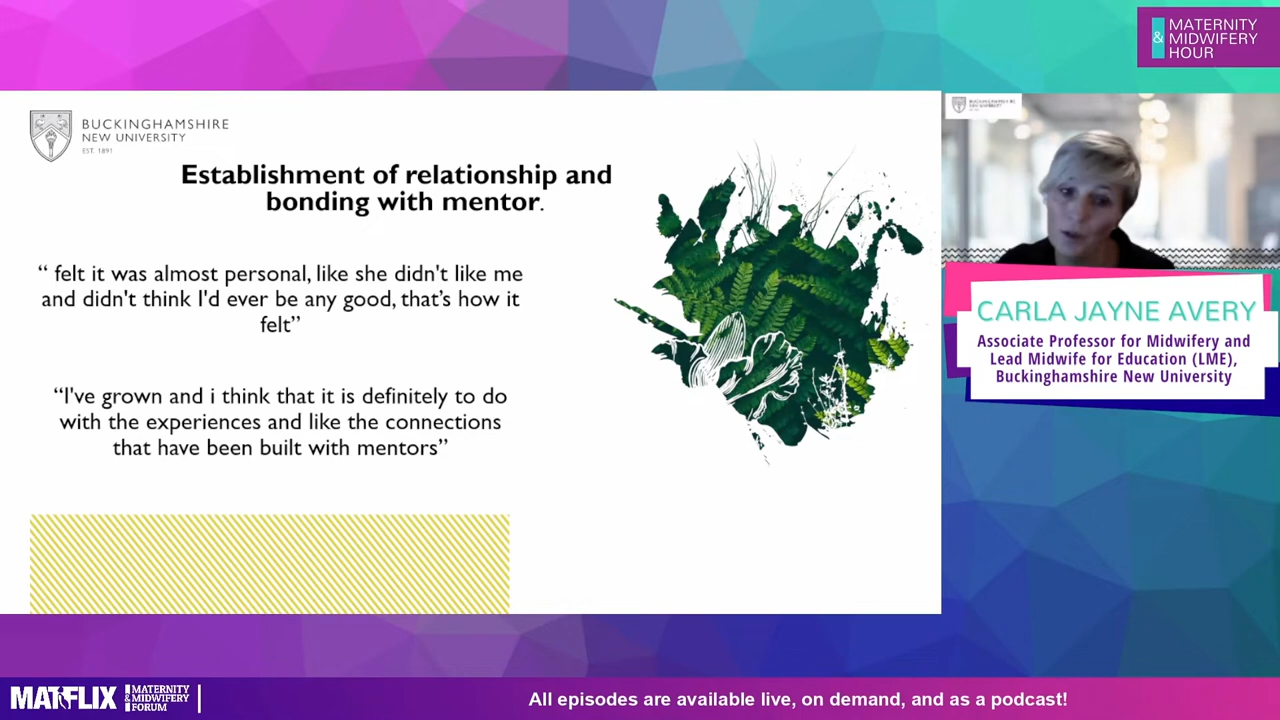 MATERNITY
& MIDWIFERY
HOUR
BUCKINGHAMSHIRE
NEW UNIVERSITY
EST. 1891
Establishment of relationship and
bonding with mentor.
“ felt it was almost personal, like she didn't like me
and didn't think I'd ever be any good, that’s how it
felt”
“I've grown and i think that it is definitely to do
with the experiences and like the connections
that have been built with mentors”
CARLA JAYNE AVERY
Associate Professor for Midwifery and
Lead Midwife for Education (LME),
Buckinghamshire New University
MATFLIX
MATERNITY
& MIDWIFERY
FORUM
All episodes are available live, on demand, and as a podcast!